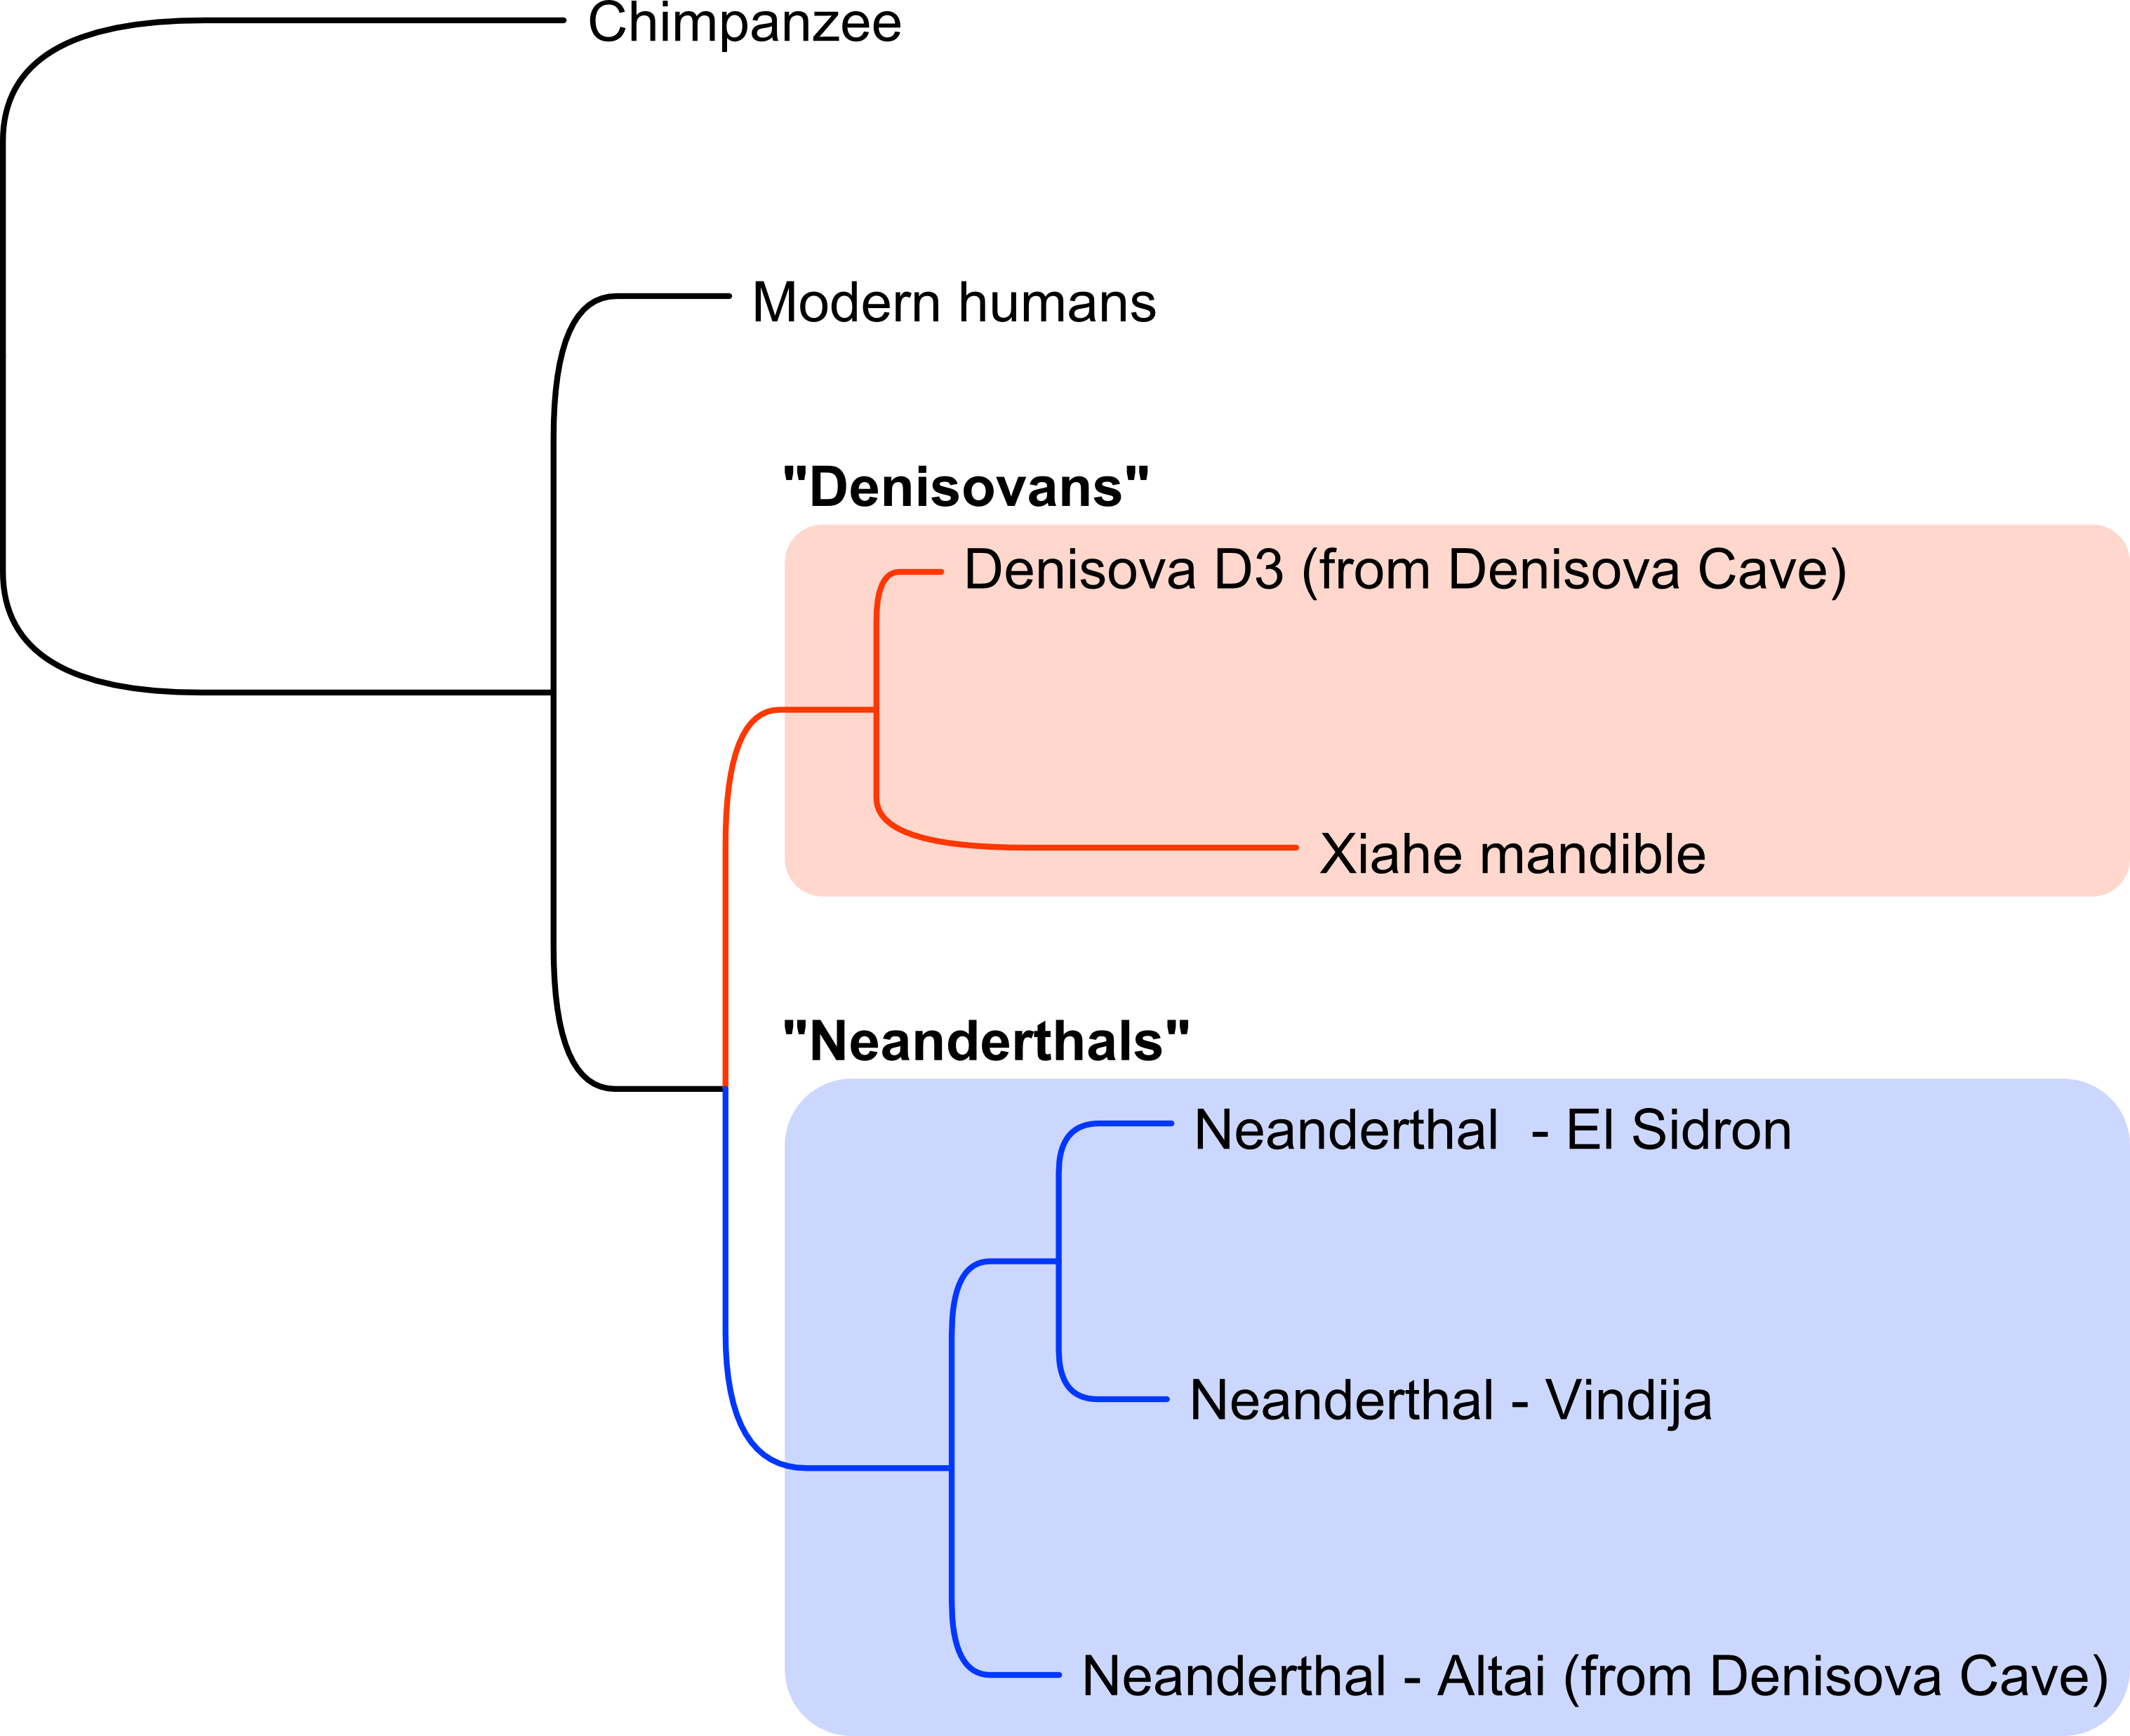 Chimpanzee
Modern humans
"Denisovans"
Denisova D3 (from Denisova Cave)
Xiahe mandible
"Neanderthals"
Neanderthal  - El Sidron
Neanderthal - Vindija
Neanderthal - Altai (from Denisova Cave)